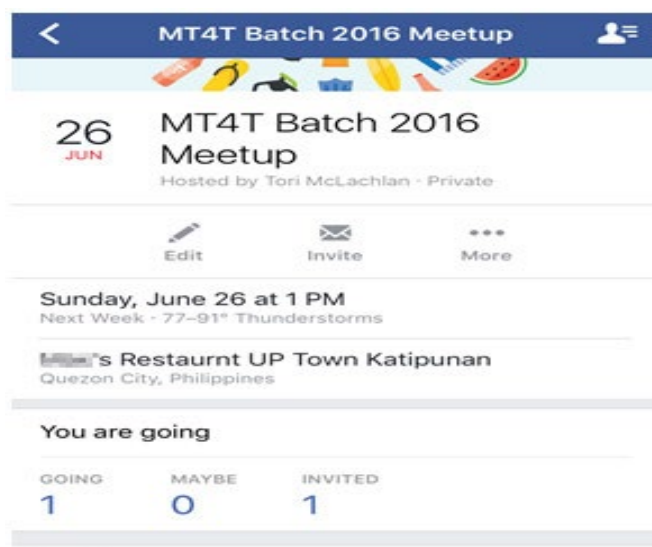 MT4T Batch 2016 Meetup
26
JUN
MT4T Batch 2016
Meetup
Hosted by Tori McLachlan · Private
Edit
Invite
More
Sunday, June 26 at 1 PM
Next Week · 77–91° Thunderstorms
's Restaurnt UP Town Katipunan
Quezon City, Philippines
You are going
GOING MAYBE INVITED
1 0 1